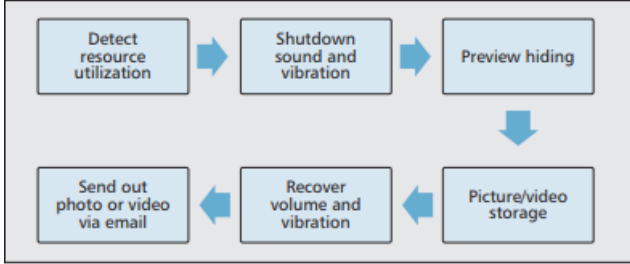 Detect
resource
utilization
Shutdown
sound and
vibration
Preview hiding
Picture/video
storage
Recover
volume and
vibration
Send out
photo or video
via email